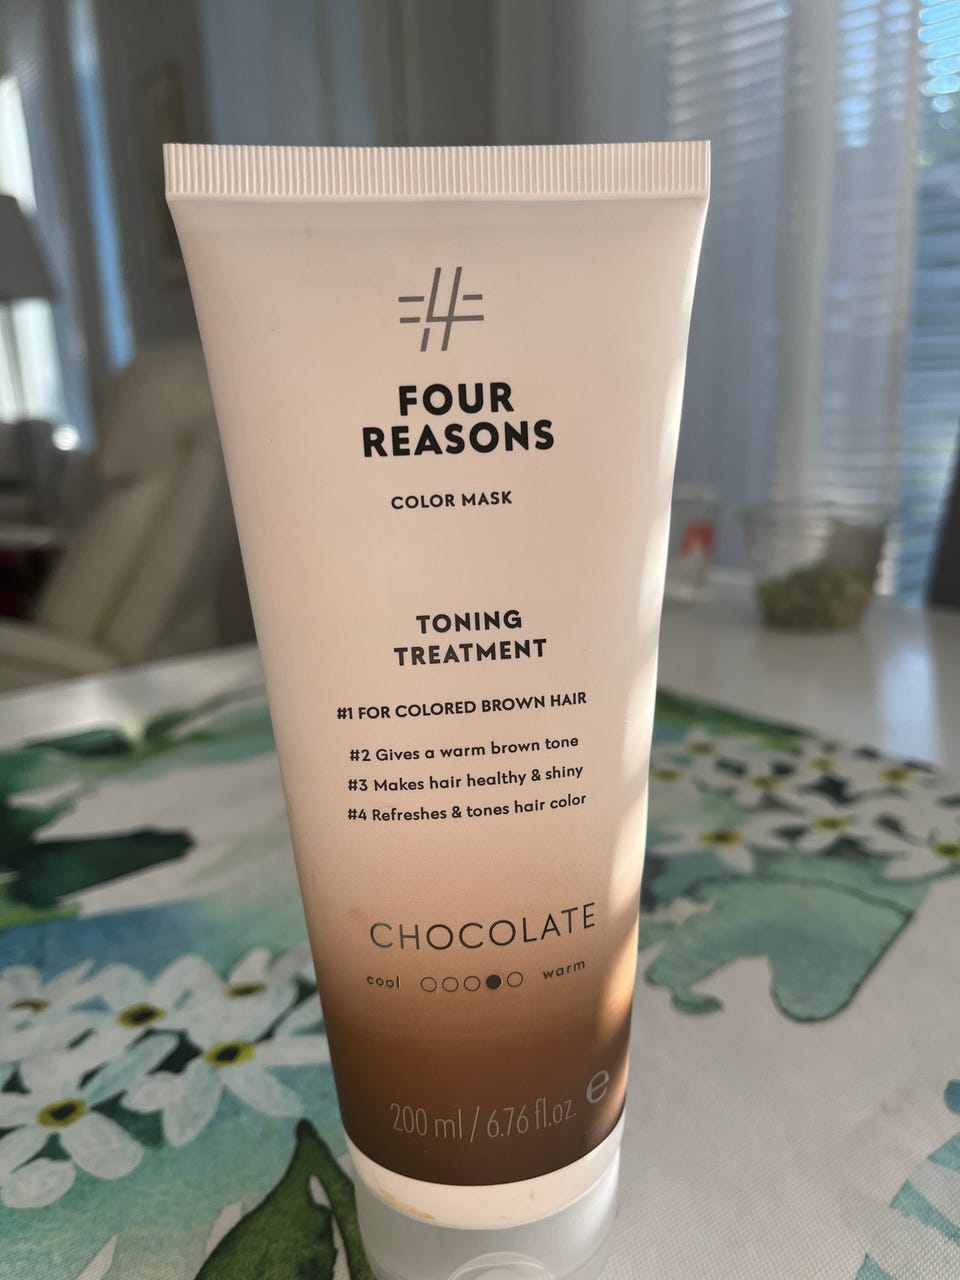 #4
FOUR
REASONS
COLOR MASK
TONING
TREATMENT
#1 FOR COLORED BROWN HAIR
#2 Gives a warm brown tone
#3 Makes hair healthy & shiny
#4 Refreshes & tones hair color
CHOCOLATE
cool warm
200 ml / 6.76 fl.oz. e